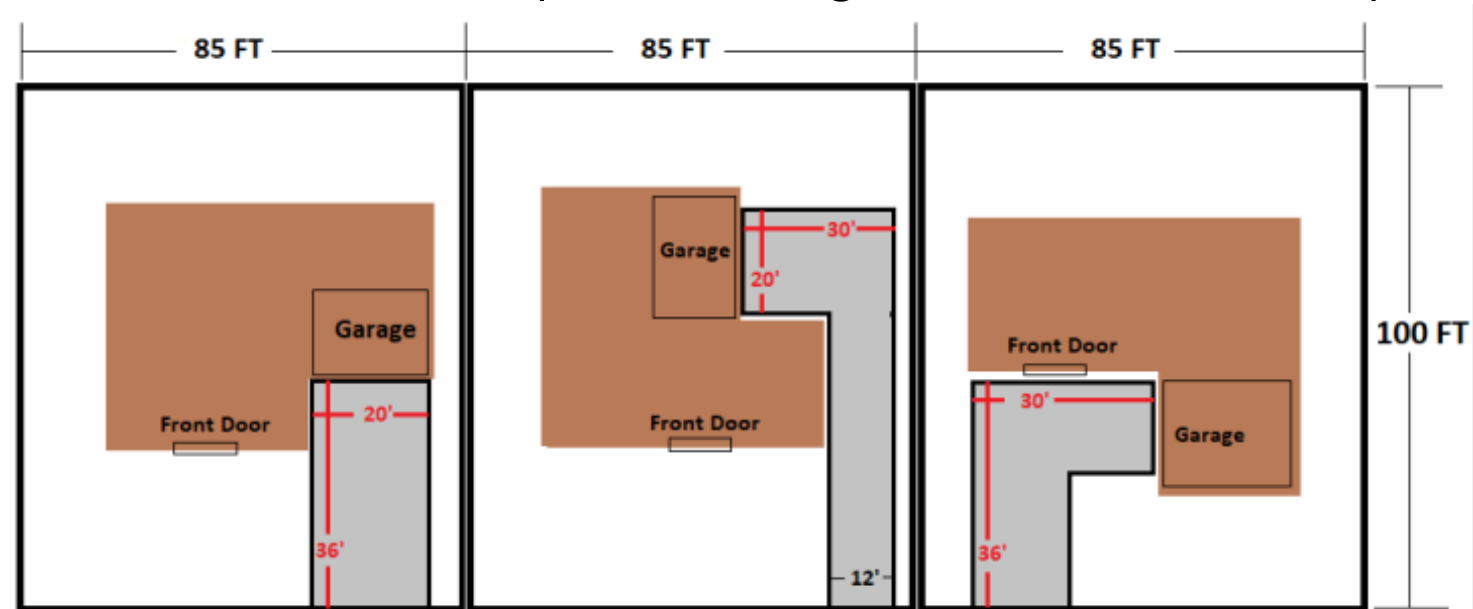 85 FT
85 FT
85 FT
100 FT
Garage
Front Door
20'
36'
Garage
30'
20'
Front Door
12'
Front Door
30'
Garage
36'